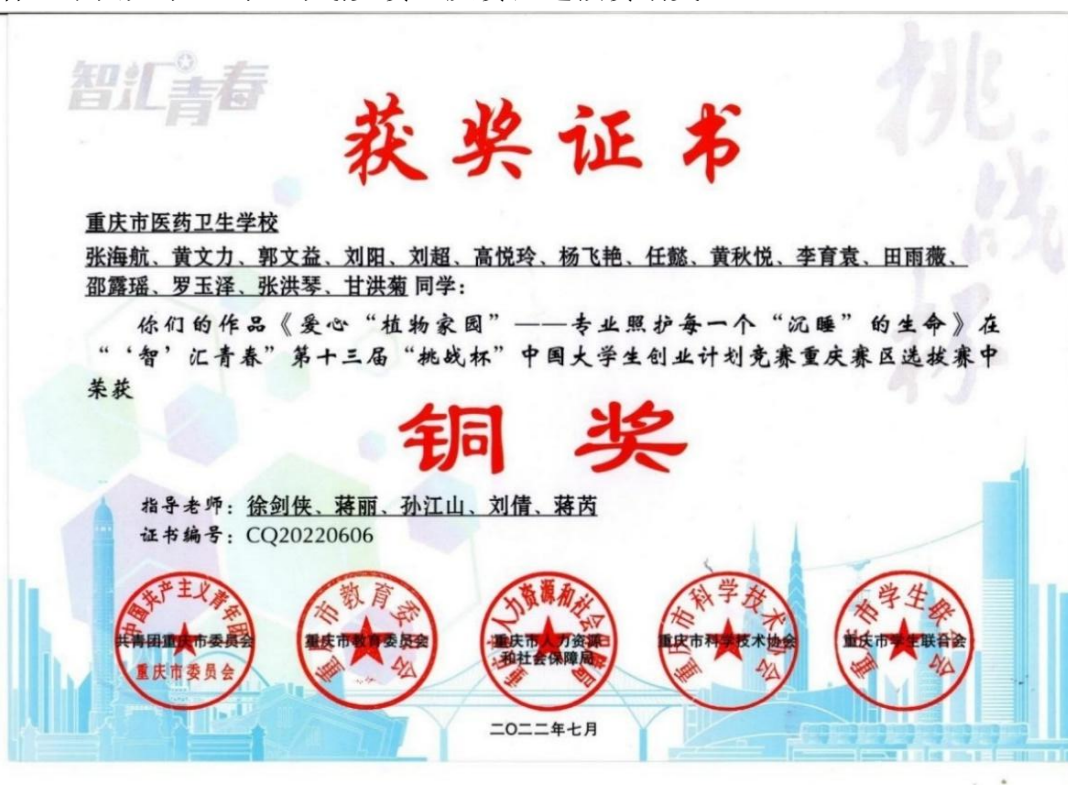 智汇青春
挑战杯
获奖证书
重庆市医药卫生学校
张海航、黄文力、郭文益、刘阳、刘超、高悦玲、杨飞艳、任懿、黄秋悦、李育袁、田雨薇、
邵露瑶、罗玉泽、张洪琴、甘洪菊 同学：
你们的作品《爱心“植物家园”——专业照护每一个“沉睡”的生命》在
“‘智’汇青春”第十三届“挑战杯”中国大学生创业计划竞赛重庆赛区选拔赛中
荣获
铜奖
指导老师：徐剑侠、蒋丽、孙江山、刘倩、蒋芮
证书编号：CQ20220606
共青团重庆市委员会
重庆市委员会
重庆市教育委员会
重庆市人力资源
和社会保障局
重庆市科学技术协会
重庆市学生联合会
二〇二二年七月